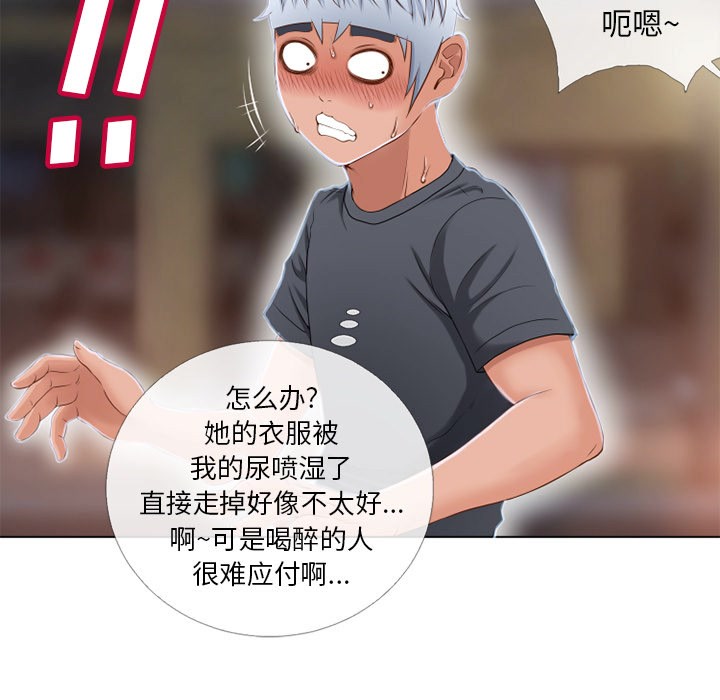 呃嗯~
!!
怎么办?
她的衣服被
我的尿喷湿了
直接走掉好像不太好...
啊~可是喝醉的人
很难应付啊...